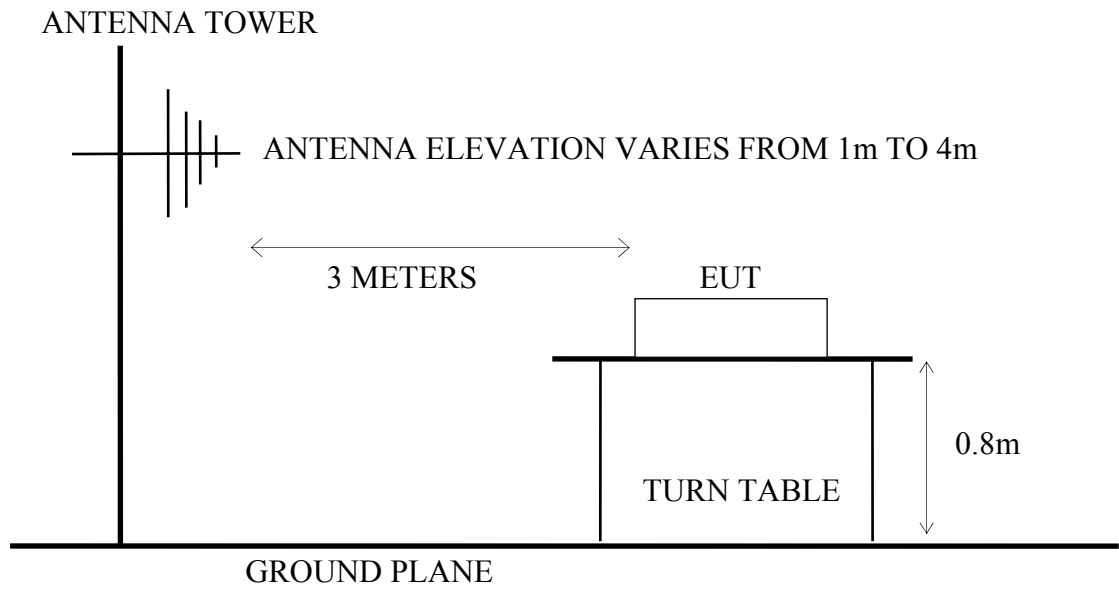 ANTENNA TOWER
ANTENNA ELEVATION VARIES FROM 1m TO 4m
3 METERS
EUT
0.8m
TURN TABLE
GROUND PLANE